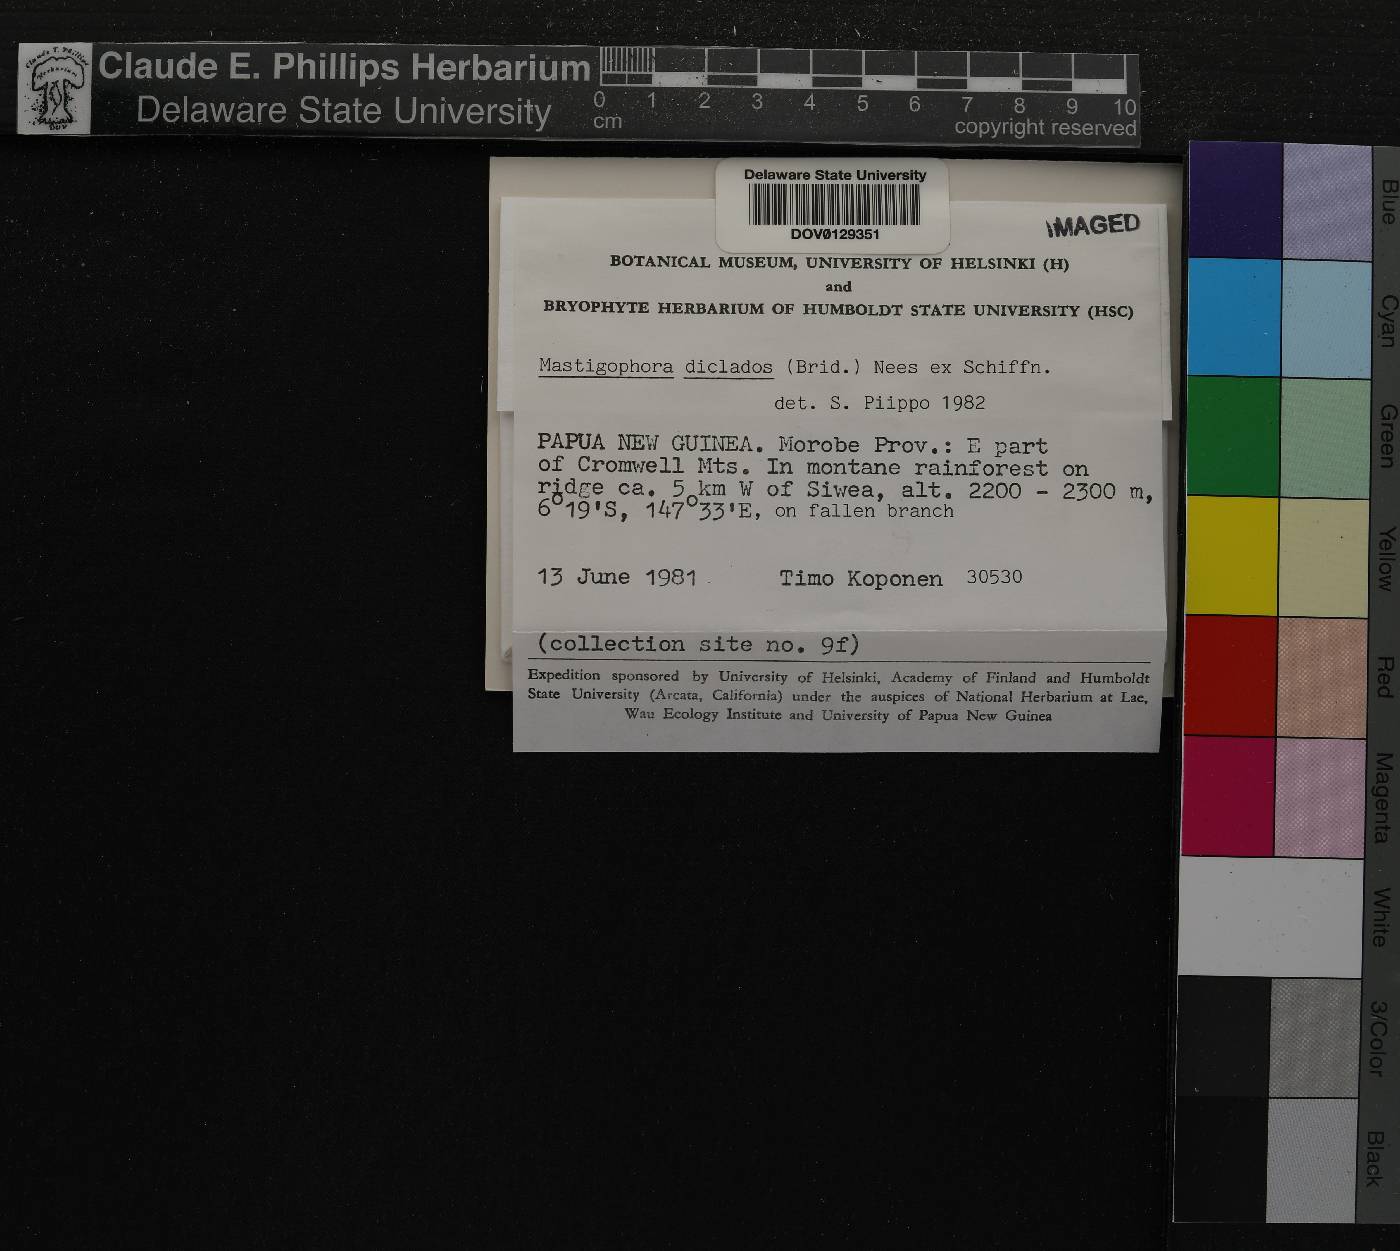 Claude E. Phillips Herbarium
Delaware State University
0 1 2 3 4 5 6 7 8 9 10
cm
copyright reserved
Delaware State University
DOV0129351
IMAGED
BOTANICAL MUSEUM, UNIVERSITY OF HELSINKI (H)
and
BRYOPHYTE HERBARIUM OF HUMBOLDT STATE UNIVERSITY (HSC)
Mastigophora diclados (Brid.) Nees ex Schiffn.
det. S. Piippo 1982
PAPUA NEW GUINEA. Morobe Prov.: E part
of Cromwell Mts. In montane rainforest on
ridge ca. 5 km W of Siwea, alt. 2200 - 2300 m,
6°19'S, 147°33'E, on fallen branch
13 June 1981 Timo Koponen 30530
(collection site no. 9f)
Expedition sponsored by University of Helsinki, Academy of Finland and Humboldt
State University (Arcata, California) under the auspices of National Herbarium at Lae,
Wau Ecology Institute and University of Papua New Guinea
Blue
Cyan
Green
Yellow
Red
Magenta
White
3/Color
Black